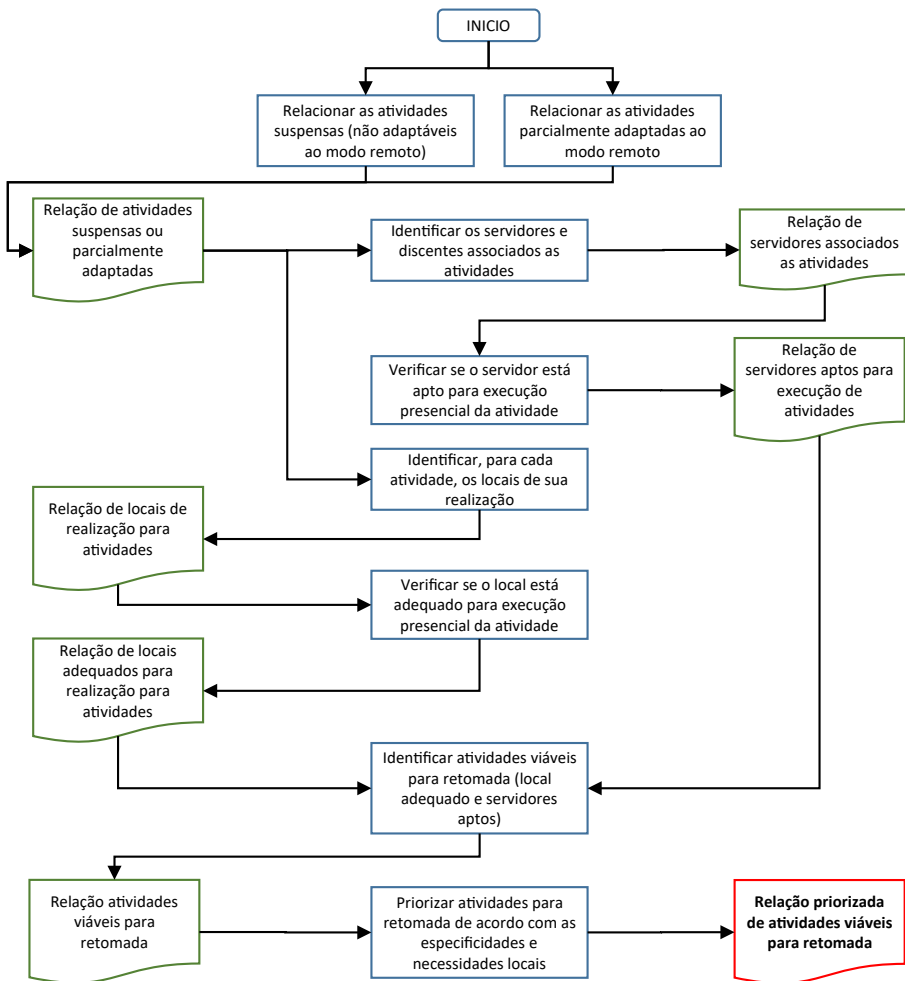 INICIO
Relacionar as atividades
suspensas (não adaptáveis
ao modo remoto)
Relacionar as atividades
parcialmente adaptadas ao
modo remoto
Relação de atividades
suspensas ou
parcialmente
adaptadas
Identificar os servidores e
discentes associados as
atividades
Relação de
servidores associados
as atividades
Verificar se o servidor está
apto para execução
presencial da atividade
Relação de
servidores aptos para
execução de
atividades
Identificar, para cada
atividade, os locais de sua
realização
Relação de locais de
realização para
atividades
Verificar se o local está
adequado para execução
presencial da atividade
Relação de locais
adequados para
realização para
atividades
Identificar atividades viáveis
para retomada (local
adequado e servidores
aptos)
Relação atividades
viáveis para
retomada
Priorizar atividades para
retomada de acordo com as
especificidades e
necessidades locais
Relação priorizada
de atividades viáveis
para retomada